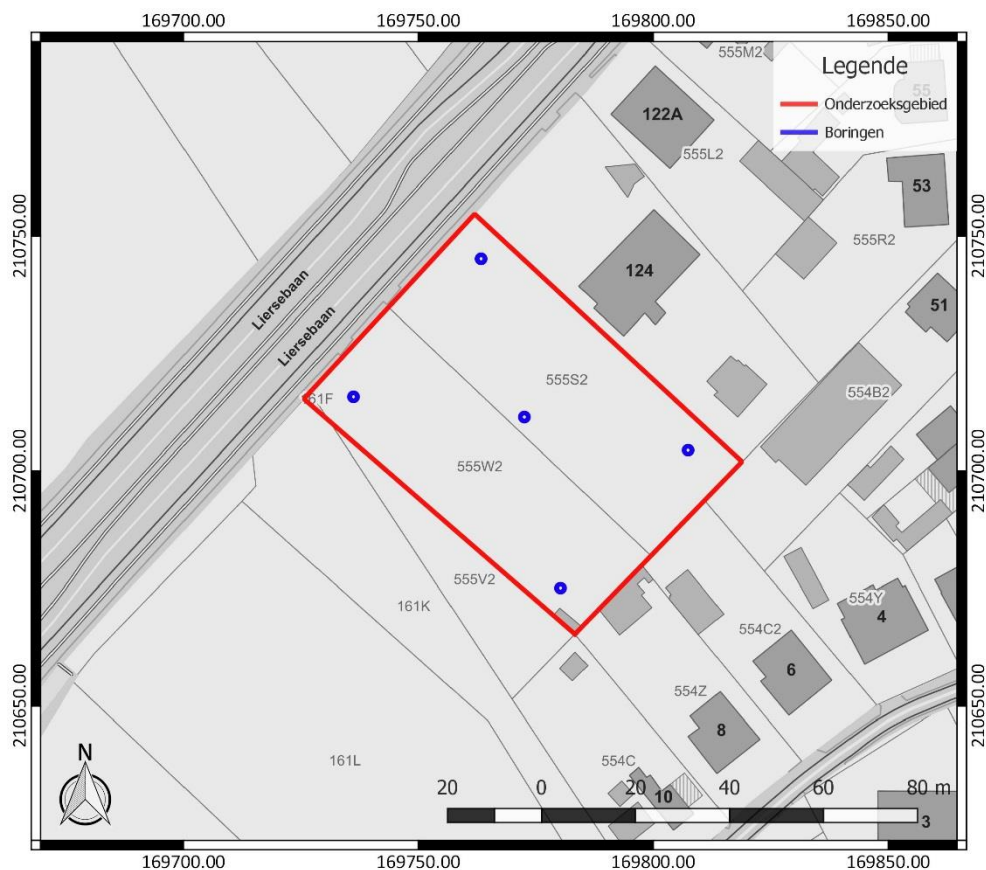 169700.00 169750.00 169800.00 169850.00
555M2
Legende
Onderzoeksgebied
Boringen
55
122A
555L2
53
210750.00
555R2
210750.00
124
51
Liersebaan
Liersebaan
555S2
554B2
61F
555W2
210700.00
210700.00
555V2
161K
554Y
4
554C2
6
554Z
8
210650.00
210650.00
N
161L
554C
10
3
20 0 20 40 60 80 m
169700.00 169750.00 169800.00 169850.00